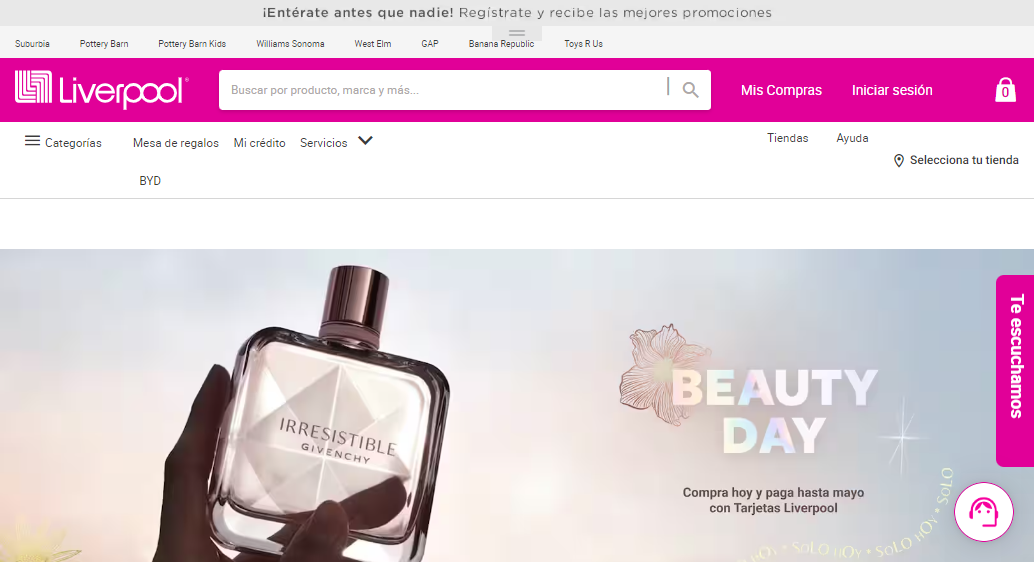 ¡Entérate antes que nadie! Regístrate y recibe las mejores promociones
Suburbia Pottery Barn Pottery Barn Kids Williams Sonoma West Elm GAP Banana Republic Toys R Us
Liverpool® Buscar por producto, marca y más... Mis Compras Iniciar sesión 0
Categorías Mesa de regalos Mi crédito Servicios Tiendas Ayuda
Selecciona tu tienda
BYD
Te escuchamos
IRRESISTIBLE
GIVENCHY
BEAUTY
DAY
Compra hoy y paga hasta mayo
con Tarjetas Liverpool
HOY • SOLO HOY • SOLO HOY • SOLO